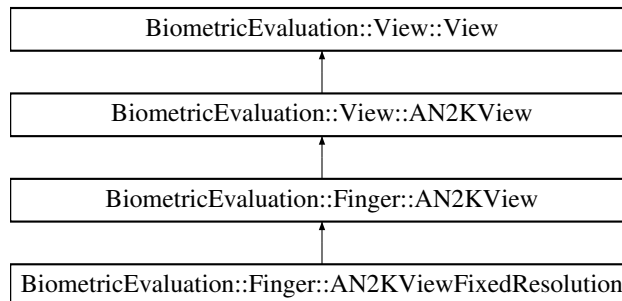 BiometricEvaluation::View::View
BiometricEvaluation::View::AN2KView
BiometricEvaluation::Finger::AN2KView
BiometricEvaluation::Finger::AN2KViewFixedResolution